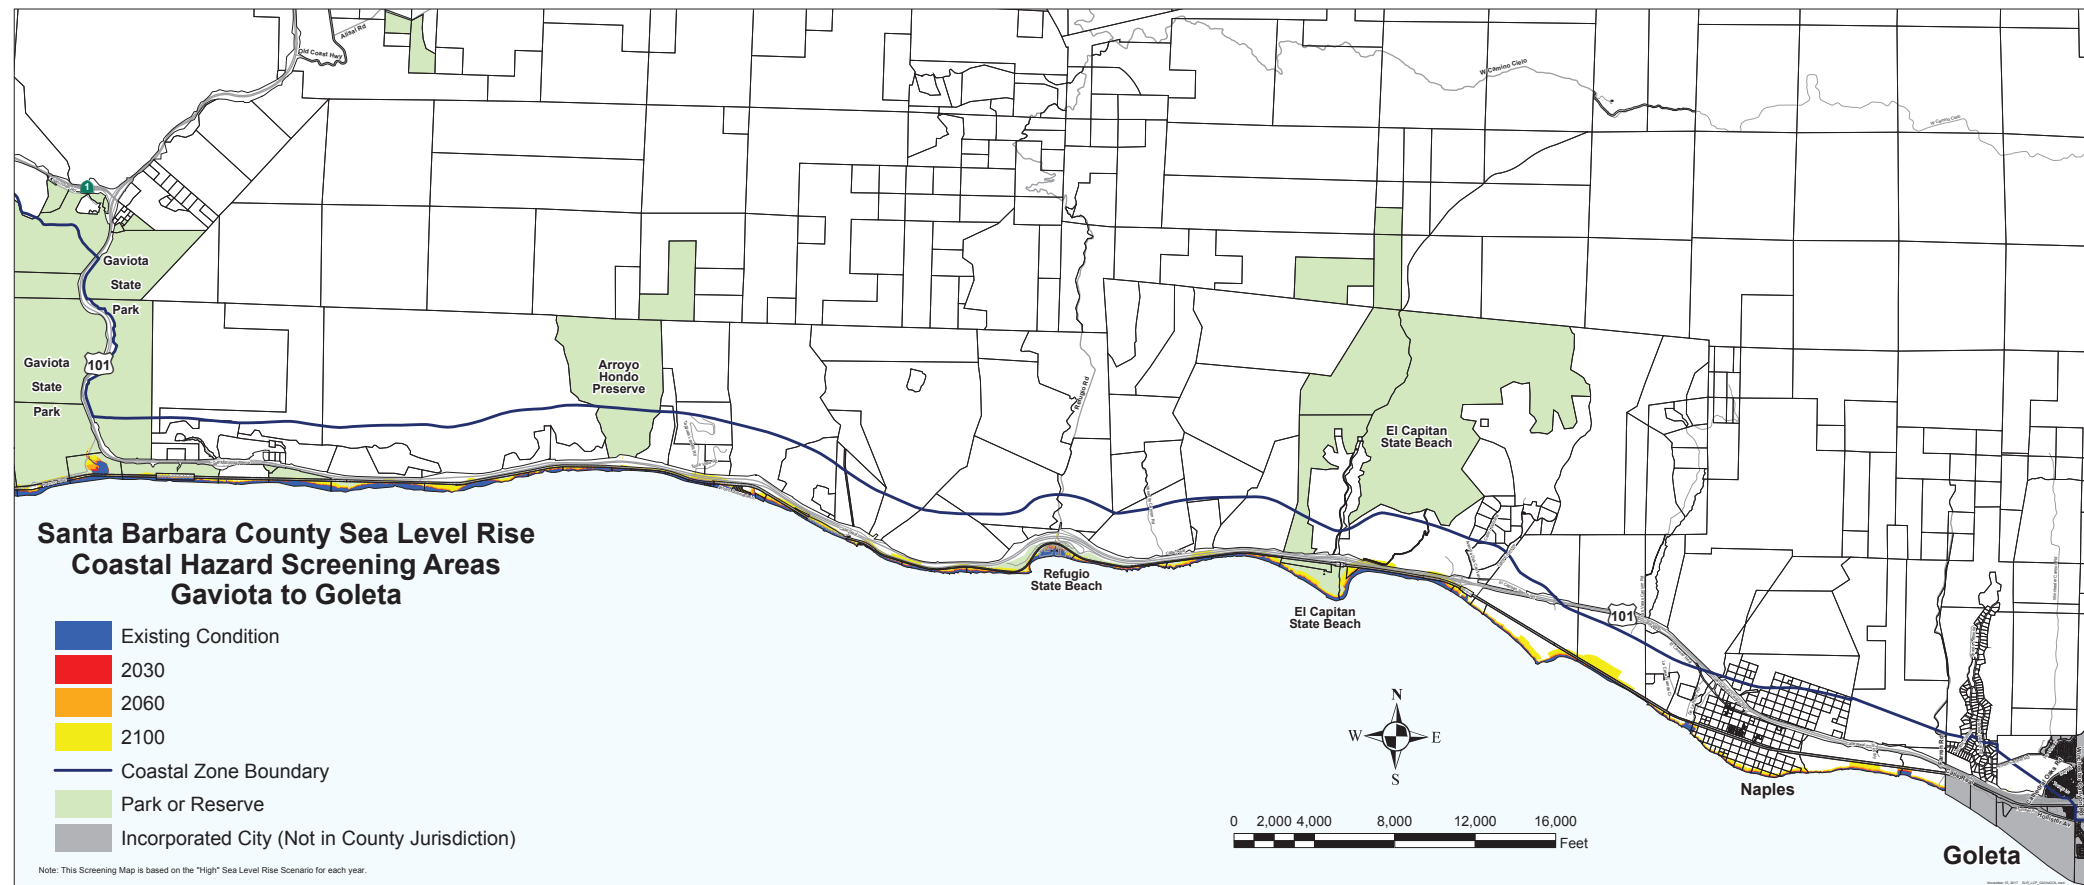 Alisal Rd
Old Coast Hwy
W Camino Cielo
W Camino Cielo
1
Gaviota
State
Park
101
Gaviota
State
Park
Arroyo
Hondo
Preserve
Refugio Rd
El Capitan
State Beach
Santa Barbara County Sea Level Rise
Coastal Hazard Screening Areas
Gaviota to Goleta
Refugio
State Beach
El Capitan
State Beach
101
Existing Condition
2030
2060
2100
Coastal Zone Boundary
Park or Reserve
Incorporated City (Not in County Jurisdiction)
N
W E
S
Naples
0 2,000 4,000 8,000 12,000 16,000
Feet
Goleta
Note: This Screening Map is based on the "High" Sea Level Rise Scenario for each year.